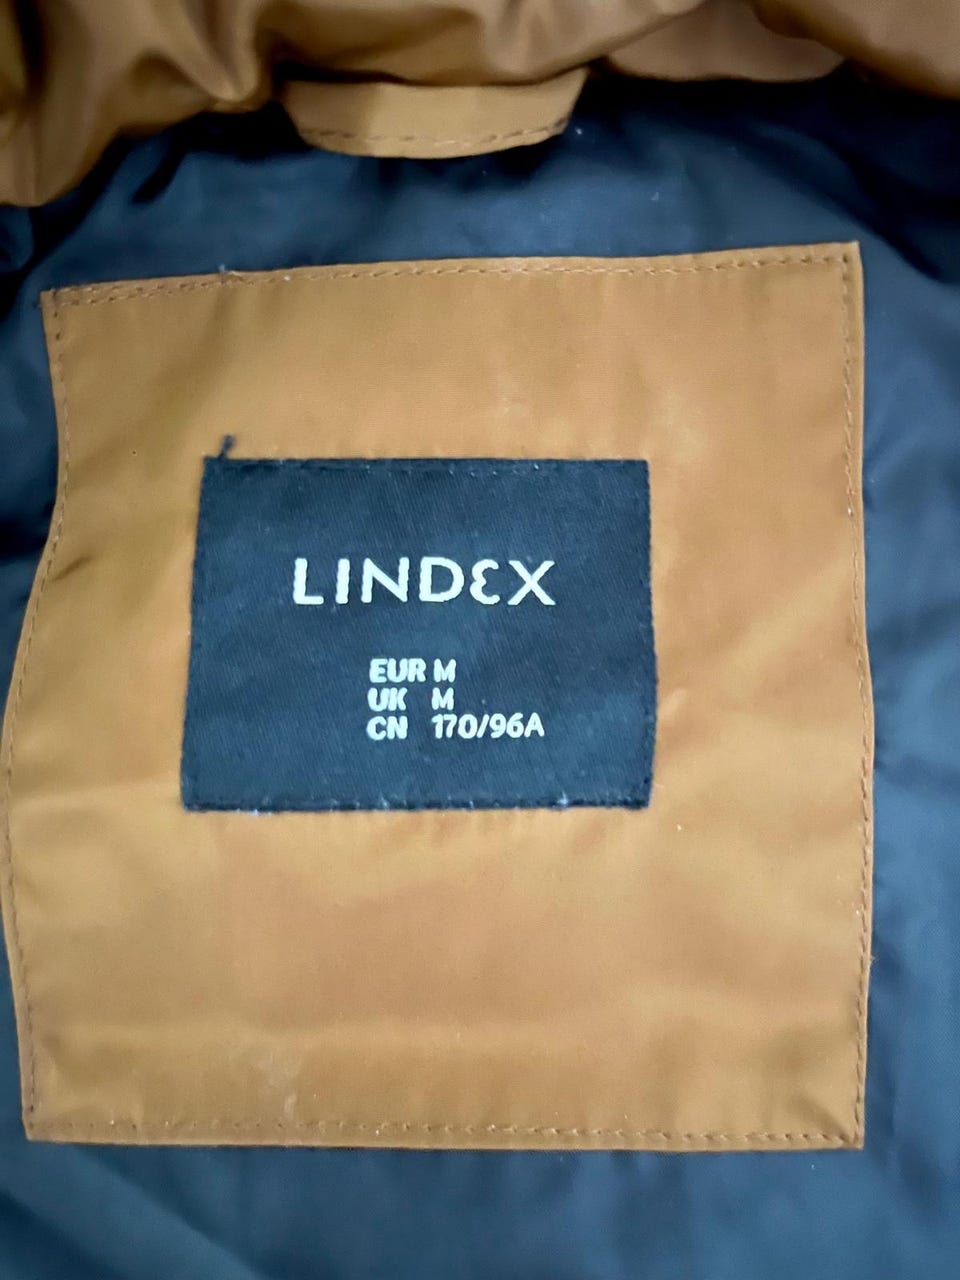 LINDEX
EUR M
UK M
CN 170/96A